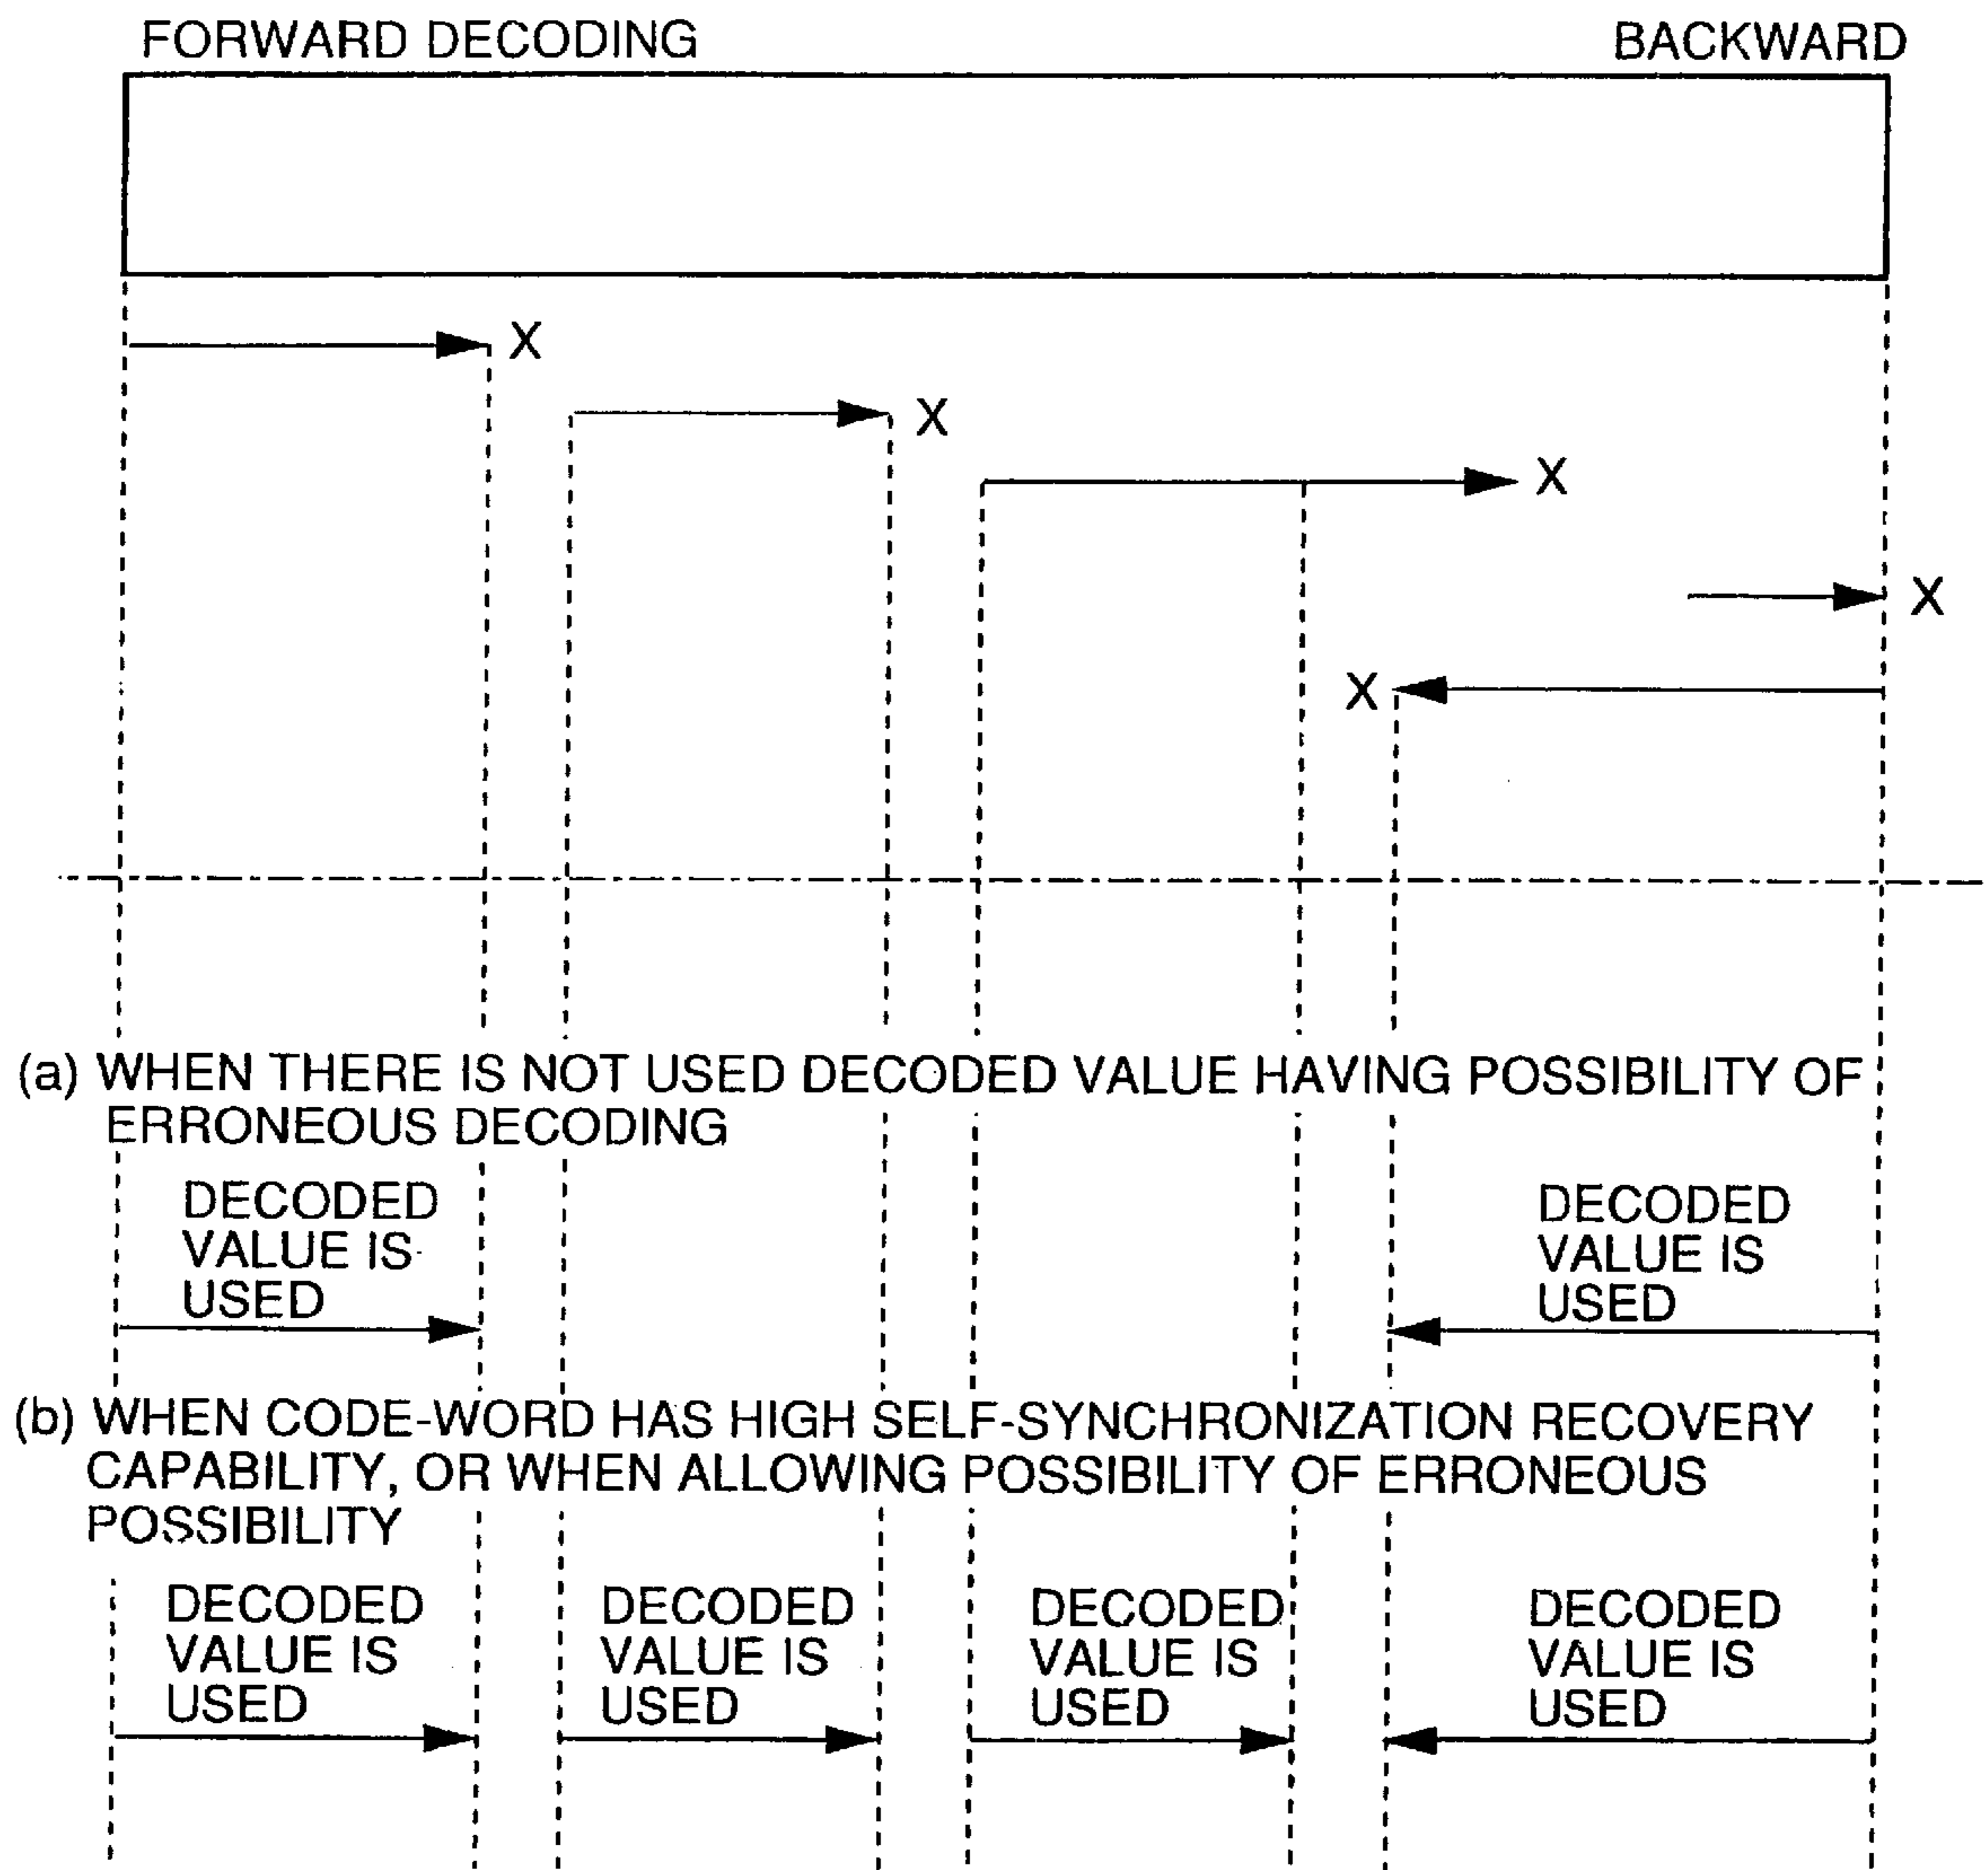 FORWARD DECODING BACKWARD
X
X
X
X
X
(a) WHEN THERE IS NOT USED DECODED VALUE HAVING POSSIBILITY OF
ERRONEOUS DECODING
DECODED
VALUE IS
USED
DECODED
VALUE IS
USED
(b) WHEN CODE-WORD HAS HIGH SELF-SYNCHRONIZATION RECOVERY
CAPABILITY, OR WHEN ALLOWING POSSIBILITY OF ERRONEOUS
POSSIBILITY
DECODED
VALUE IS
USED
DECODED
VALUE IS
USED
DECODED
VALUE IS
USED
DECODED
VALUE IS
USED